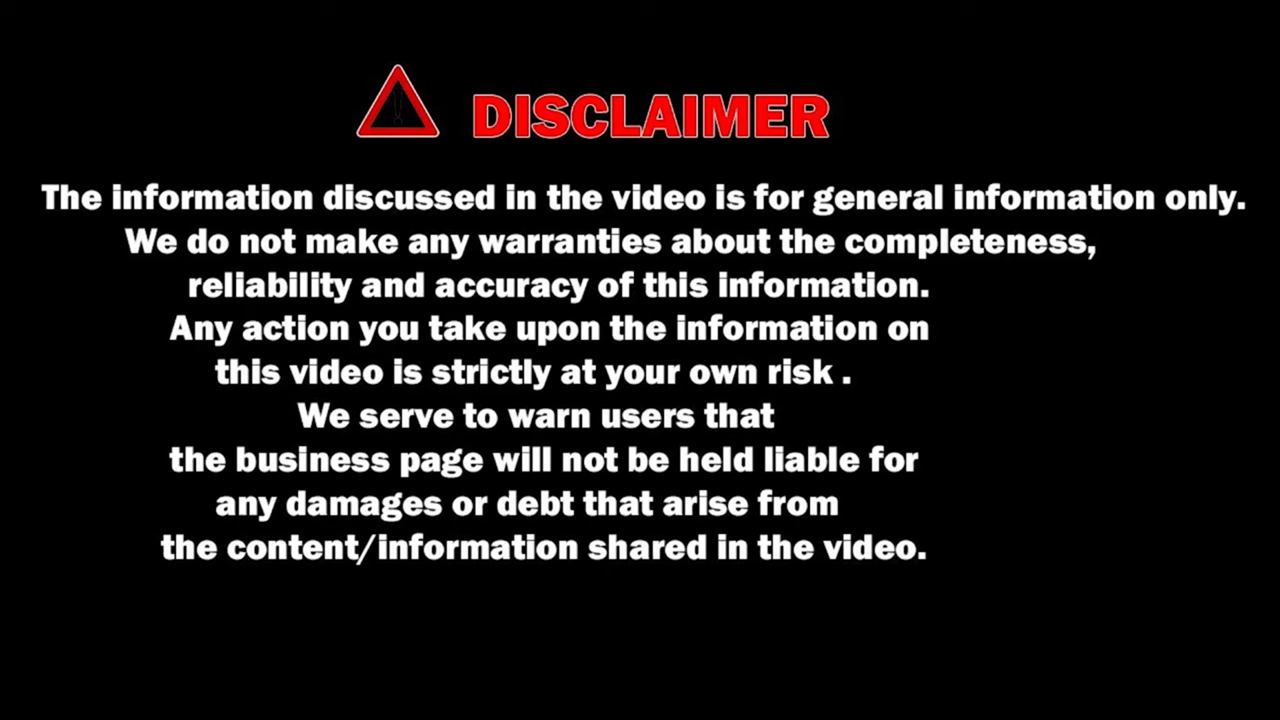 DISCLAIMER
The information discussed in the video is for general information only.
We do not make any warranties about the completeness,
reliability and accuracy of this information.
Any action you take upon the information on
this video is strictly at your own risk .
We serve to warn users that
the business page will not be held liable for
any damages or debt that arise from
the content/information shared in the video.